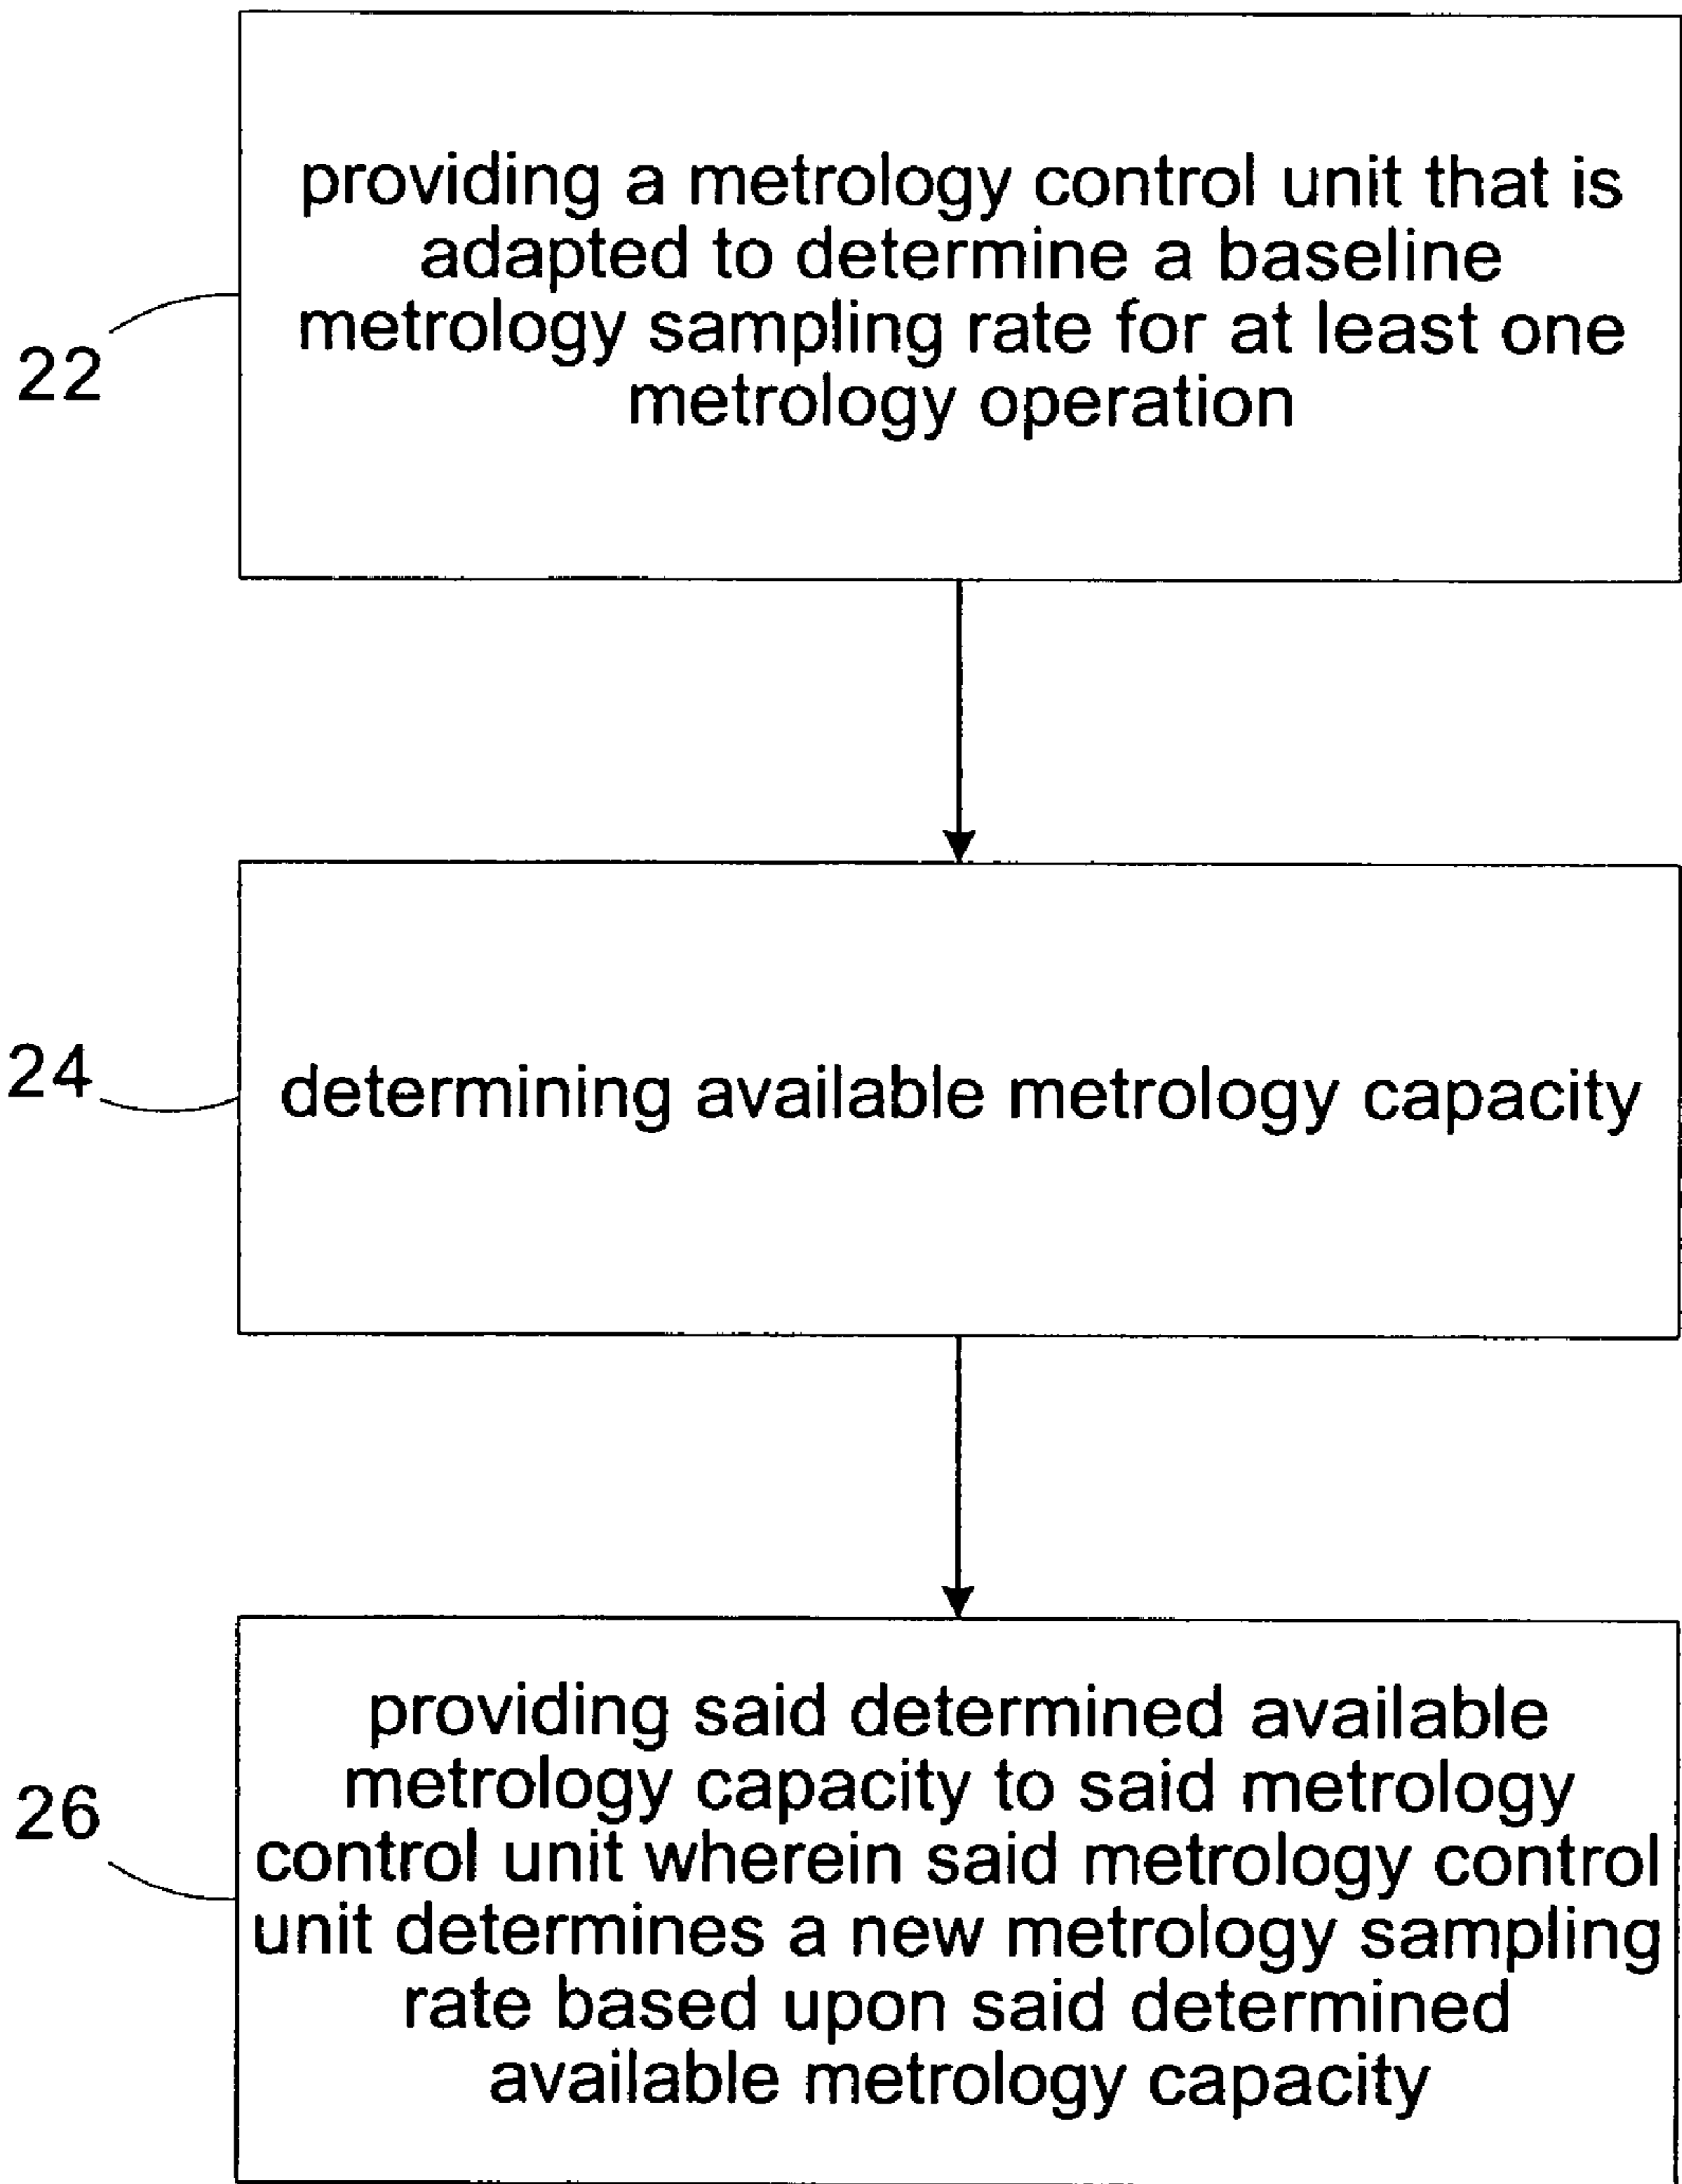 providing a metrology control unit that is
adapted to determine a baseline
metrology sampling rate for at least one
metrology operation
22
determining available metrology capacity
24
providing said determined available
metrology capacity to said metrology
control unit wherein said metrology control
unit determines a new metrology sampling
rate based upon said determined
available metrology capacity
26